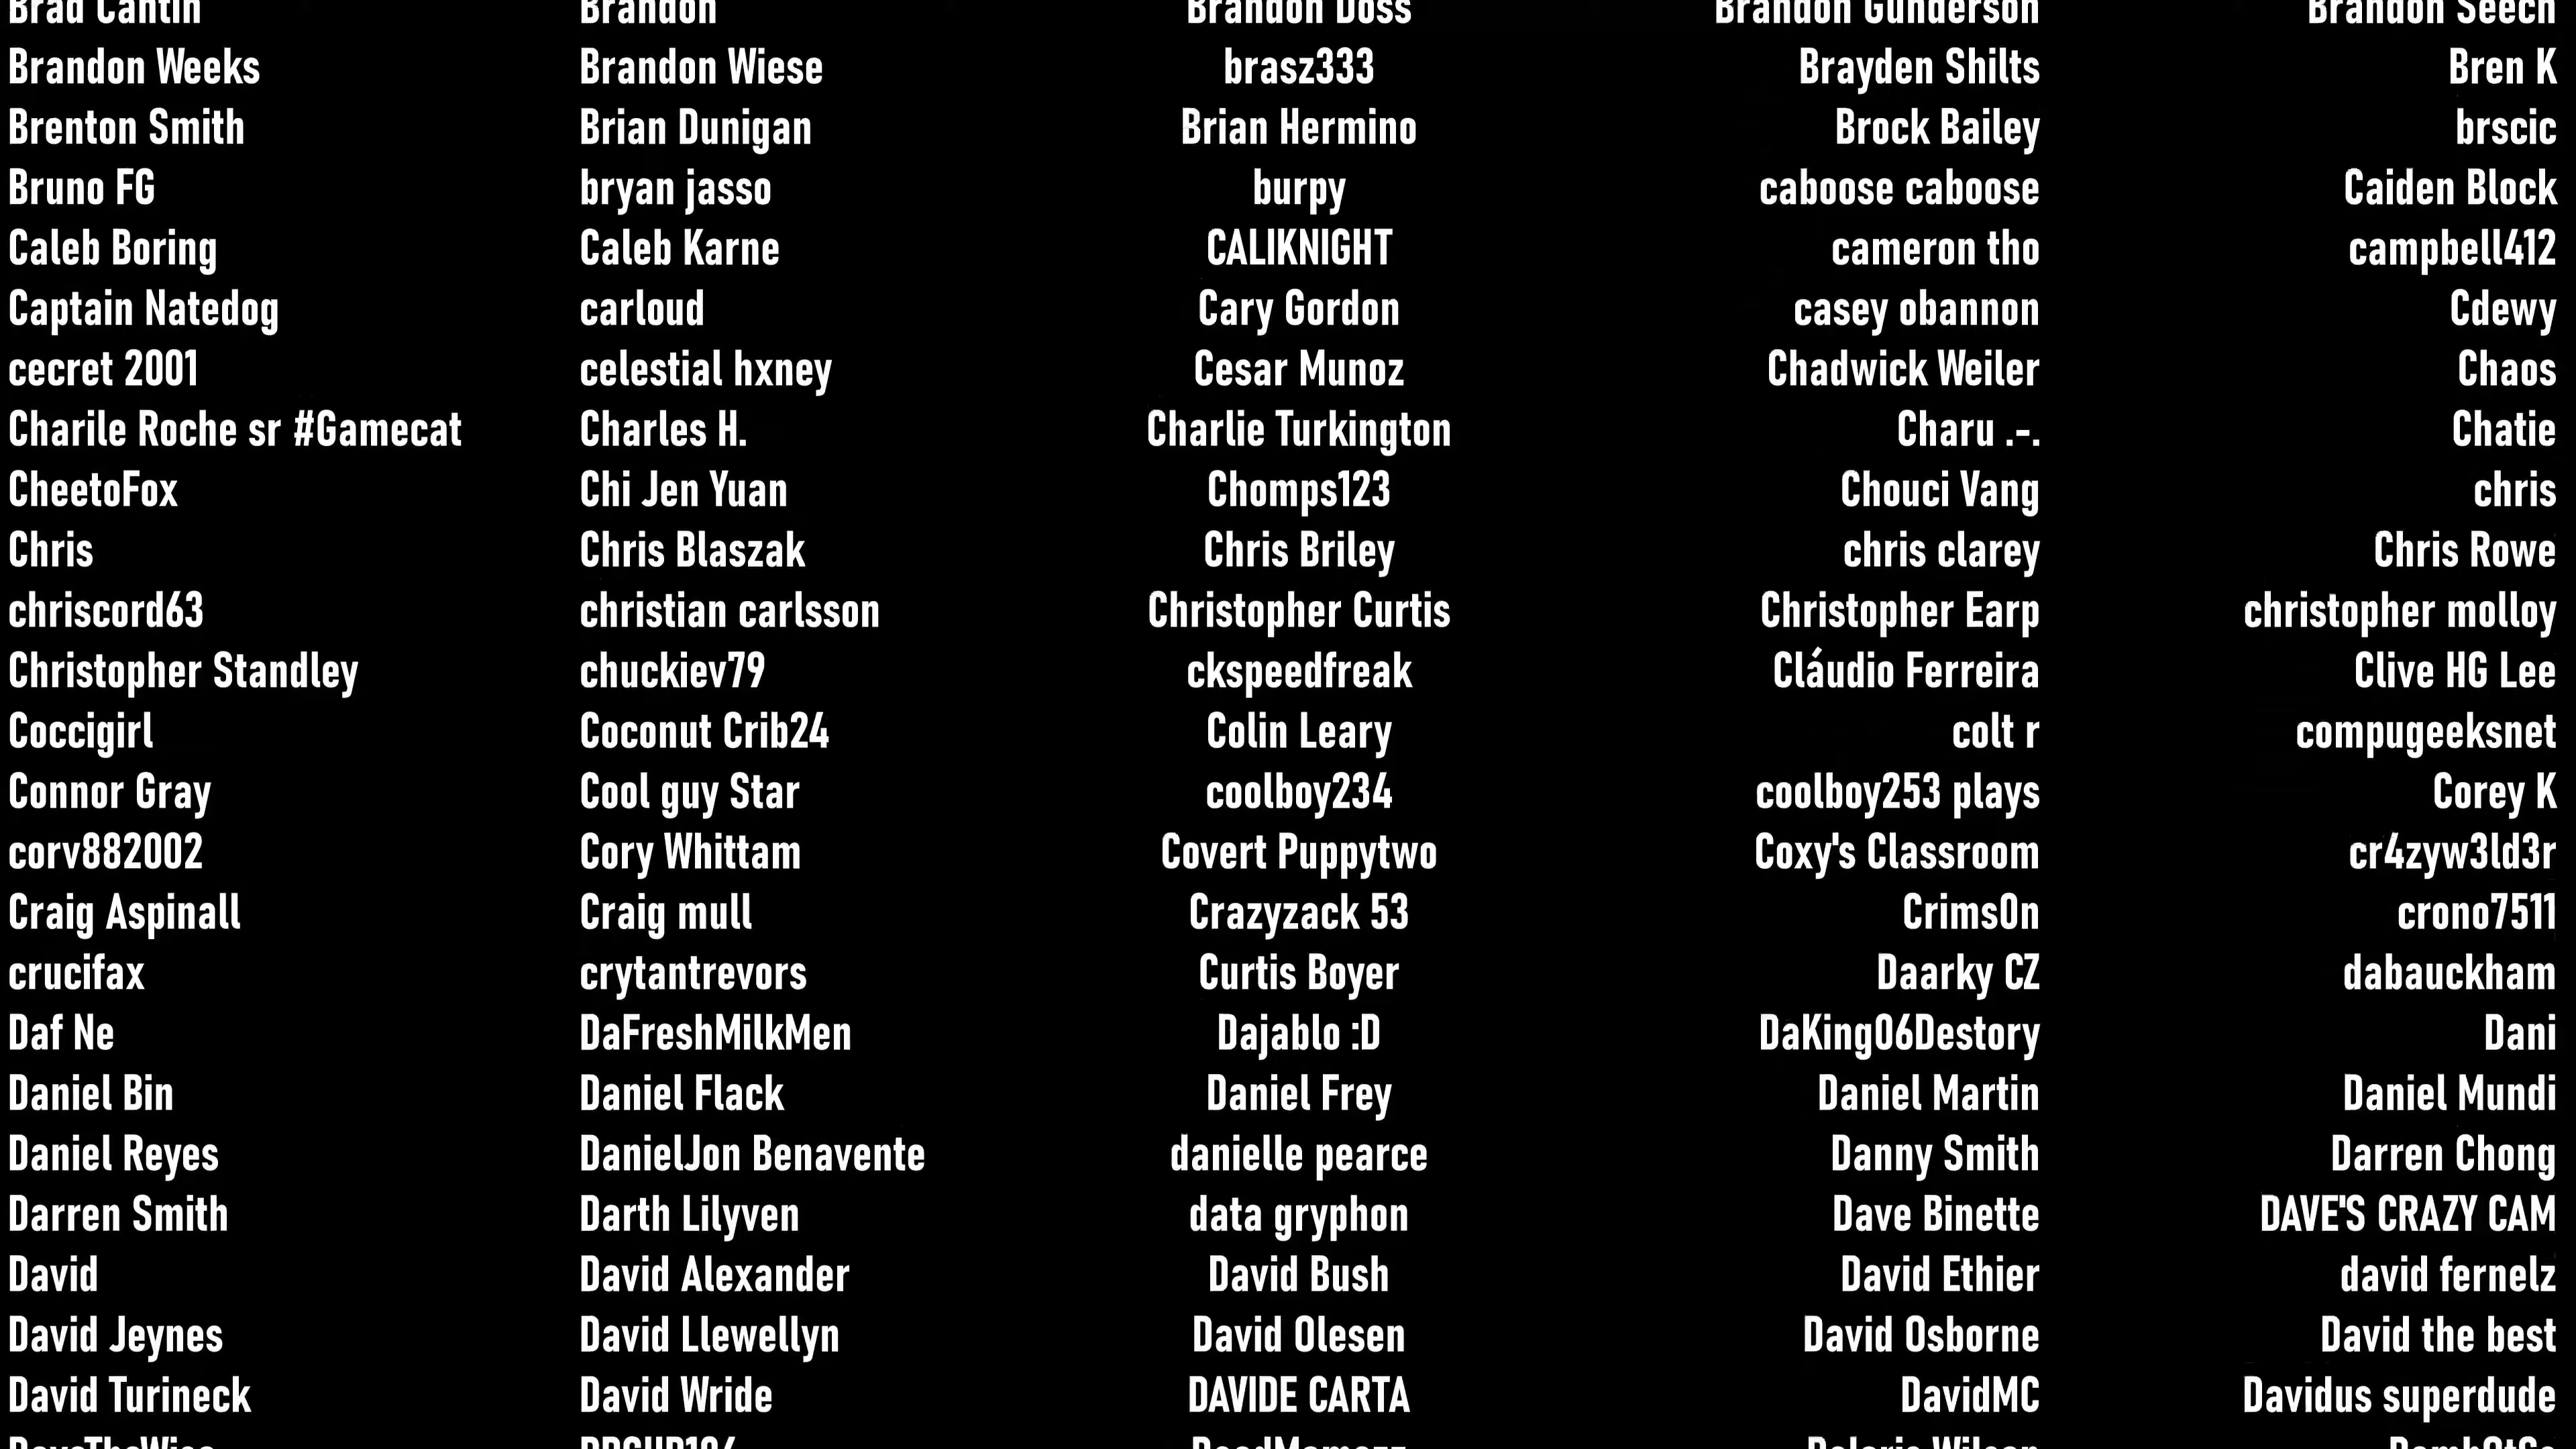 Brad Cantin Brandon Brandon Doss Brandon Gunderson Brandon Seech
Brandon Weeks Brandon Wiese brasz333 Brayden Shilts Bren K
Brenton Smith Brian Dunigan Brian Hermino Brock Bailey brscic
Bruno FG bryan jasso burpy caboose caboose Caiden Block
Caleb Boring Caleb Karne CALIKNIGHT cameron tho campbell412
Captain Natedog carloud Cary Gordon casey obannon Cdewy
cecret 2001 celestial hxney Cesar Munoz Chadwick Weiler Chaos
Charile Roche sr #Gamecat Charles H. Charlie Turkington Charu .-. Chatie
CheetoFox Chi Jen Yuan Chomps123 Chouci Vang chris
Chris Chris Blaszak Chris Briley chris clarey Chris Rowe
chriscord63 christian carlsson Christopher Curtis Christopher Earp christopher molloy
Christopher Standley chuckiev79 ckspeedfreak Cláudio Ferreira Clive HG Lee
Coccigirl Coconut Crib24 Colin Leary colt r compugeeksnet
Connor Gray Cool guy Star coolboy234 coolboy253 plays Corey K
corv882002 Cory Whittam Covert Puppytwo Coxy's Classroom cr4zyw3ld3r
Craig Aspinall Craig mull Crazyzack 53 Crims0n crono7511
crucifax crytantrevors Curtis Boyer Daarky CZ dabauckham
Daf Ne DaFreshMilkMen Dajablo :D DaKing06Destory Dani
Daniel Bin Daniel Flack Daniel Frey Daniel Martin Daniel Mundi
Daniel Reyes DanielJon Benavente danielle pearce Danny Smith Darren Chong
Darren Smith Darth Lilyven data gryphon Dave Binette DAVE'S CRAZY CAM
David David Alexander David Bush David Ethier david fernelz
David Jeynes David Llewellyn David Olesen David Osborne David the best
David Turineck David Wride DAVIDE CARTA DavidMC Davidus superdude